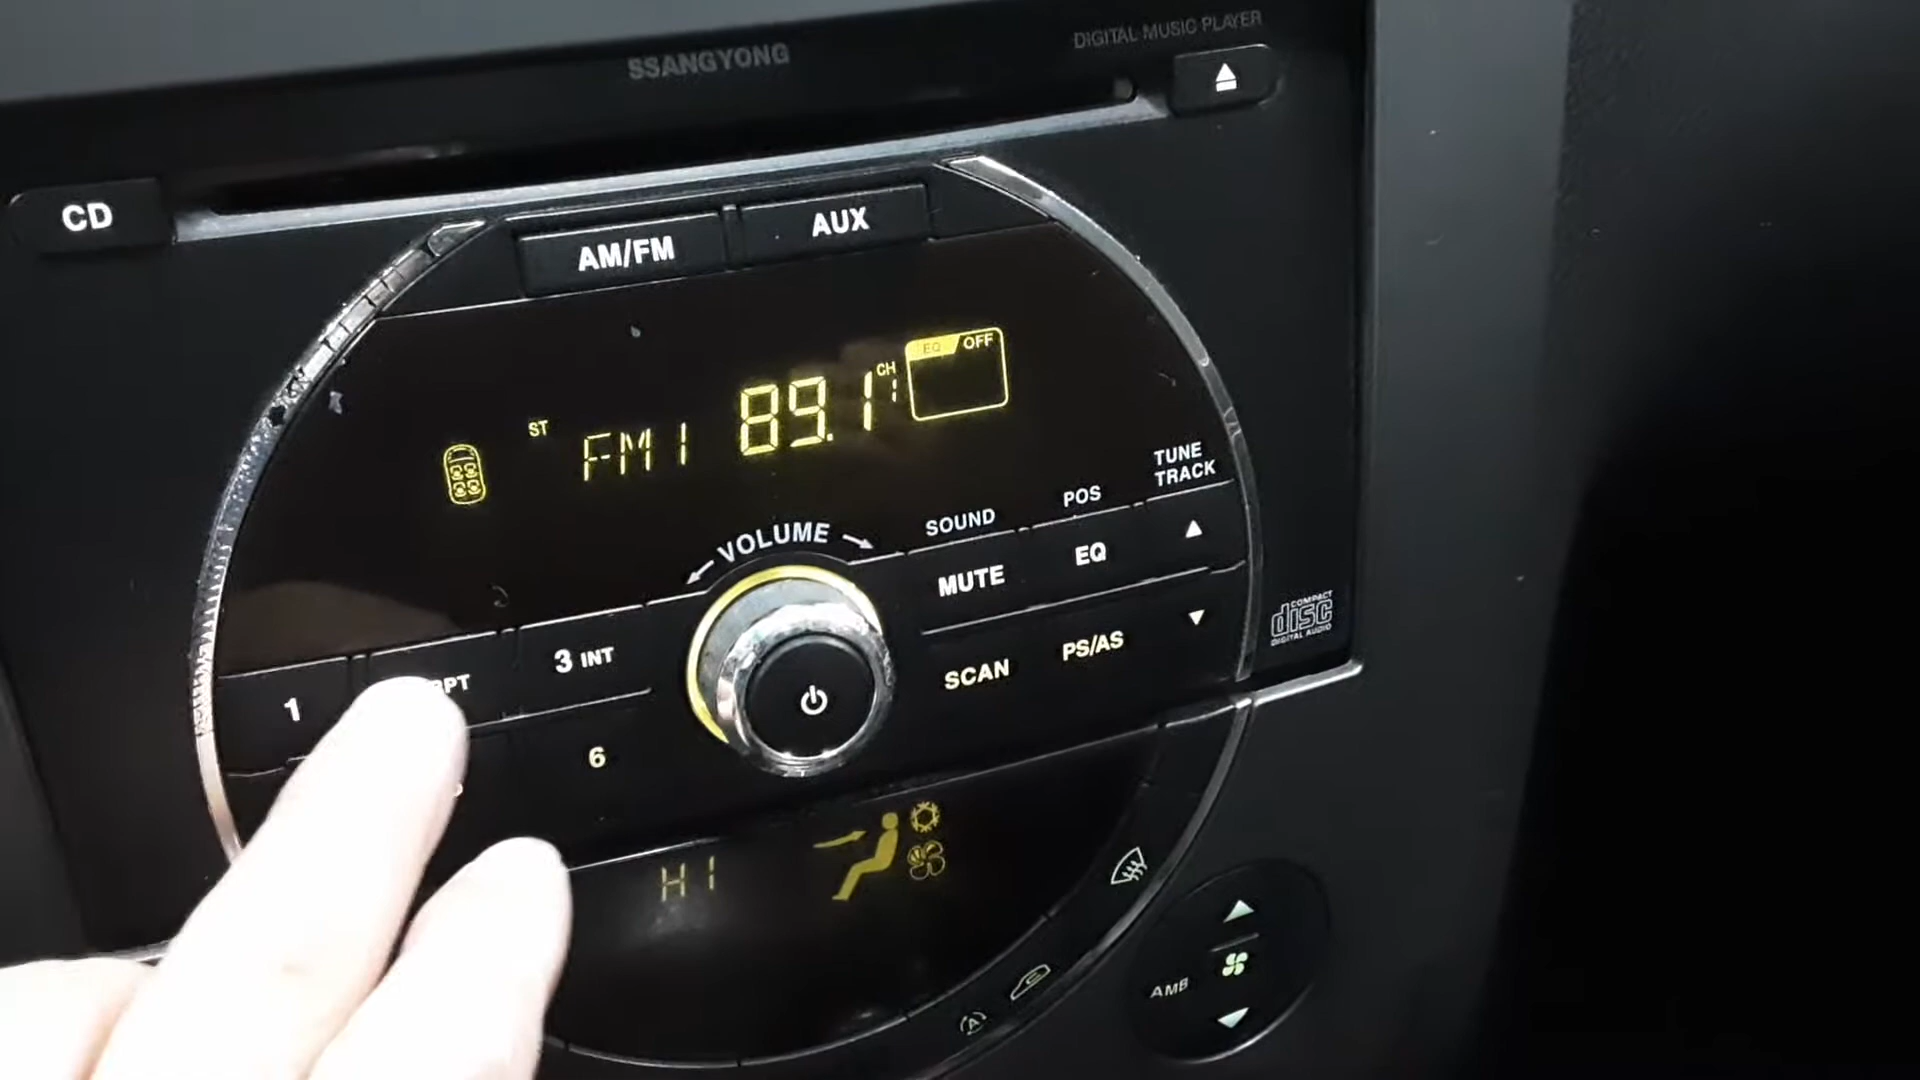 SSANGYONG
DIGITAL MUSIC PLAYER
CD
AM/FM
AUX
EQ OFF
ST
FM1 89.1
CH 1
VOLUME
SOUND
POS
TUNE TRACK
MUTE
EQ
SCAN
PS/AS
1
RPT
3 INT
6
COMPACT
disc
DIGITAL AUDIO
HI
AMB
A